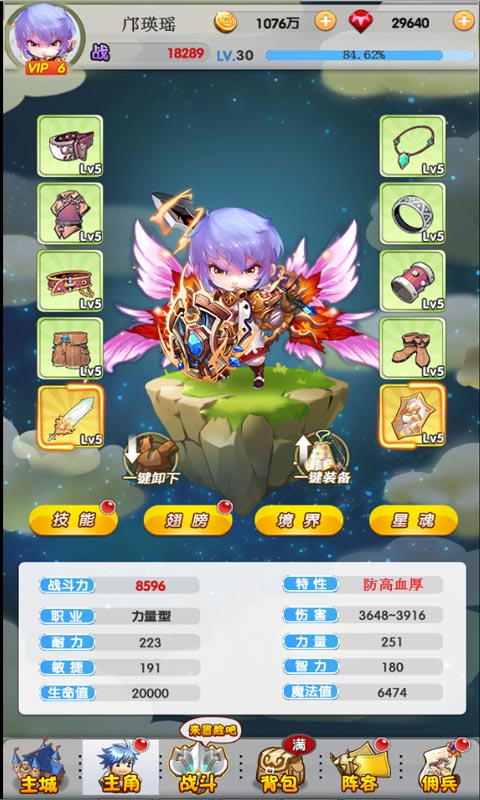 邝瑛瑶 1076万 29640
VIP 6 战 18289 LV.30 84.62%
Lv5 Lv5
Lv5 Lv5
Lv5 Lv5
Lv5 Lv5
Lv5 Lv5
一键卸下 一键装备
技能 翅膀 境界 星魂
战斗力 8596 特性 防高血厚
职业 力量型 伤害 3648~3916
耐力 223 力量 251
敏捷 191 智力 180
生命值 20000 魔法值 6474
来冒险吧 满
主城 主角 战斗 背包 阵容 佣兵